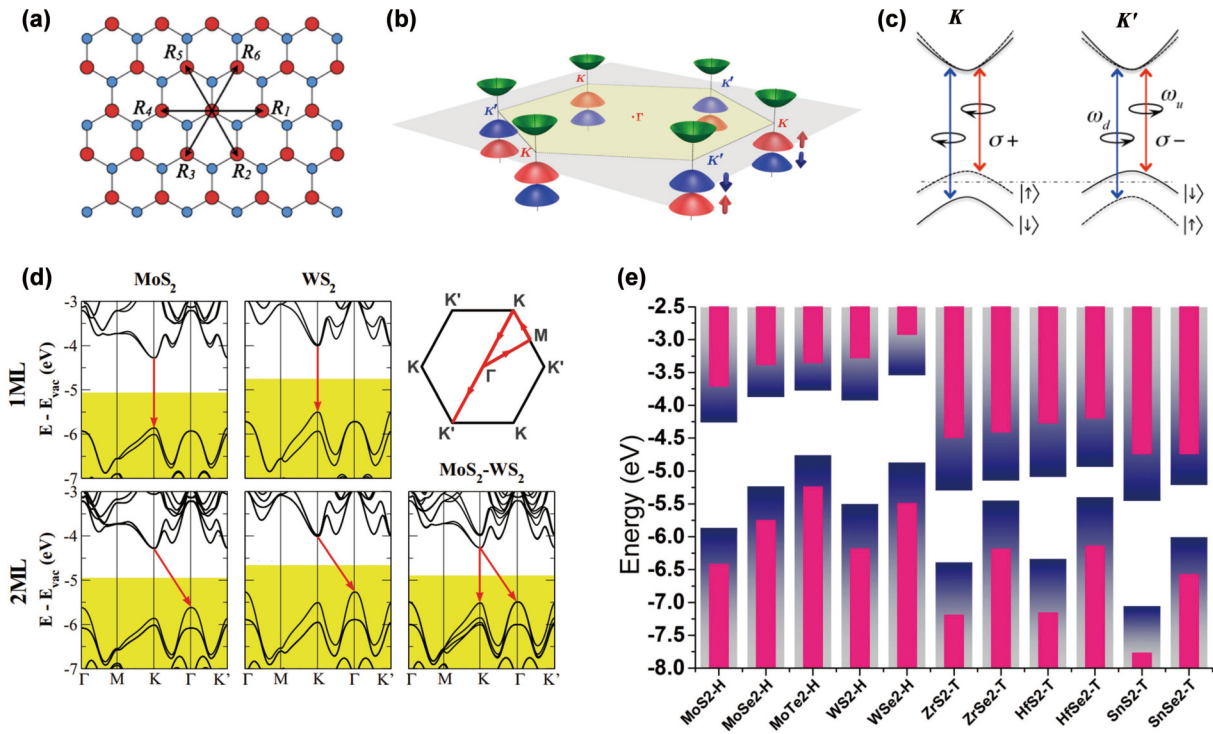 (a)
R5 R6
R4 R1
R3 R2
(b)
K K'
K' K
·Γ
K K'
(c)
K K'
ωu
ωd
σ+ σ−
|↑⟩ |↓⟩
|↓⟩ |↑⟩
(d)
MoS2 WS2
1ML
E - Evac (eV)
-3
-4
-5
-6
-7
K' K
M
K Γ K'
K' K
MoS2-WS2
2ML
E - Evac (eV)
-3
-4
-5
-6
-7
Γ M K Γ K' Γ M K Γ K' Γ M K Γ K'
(e)
Energy (eV)
-2.5
-3.0
-3.5
-4.0
-4.5
-5.0
-5.5
-6.0
-6.5
-7.0
-7.5
-8.0
MoS2-H
MoSe2-H
MoTe2-H
WS2-H
WSe2-H
ZrS2-T
ZrSe2-T
HfS2-T
HfSe2-T
SnS2-T
SnSe2-T